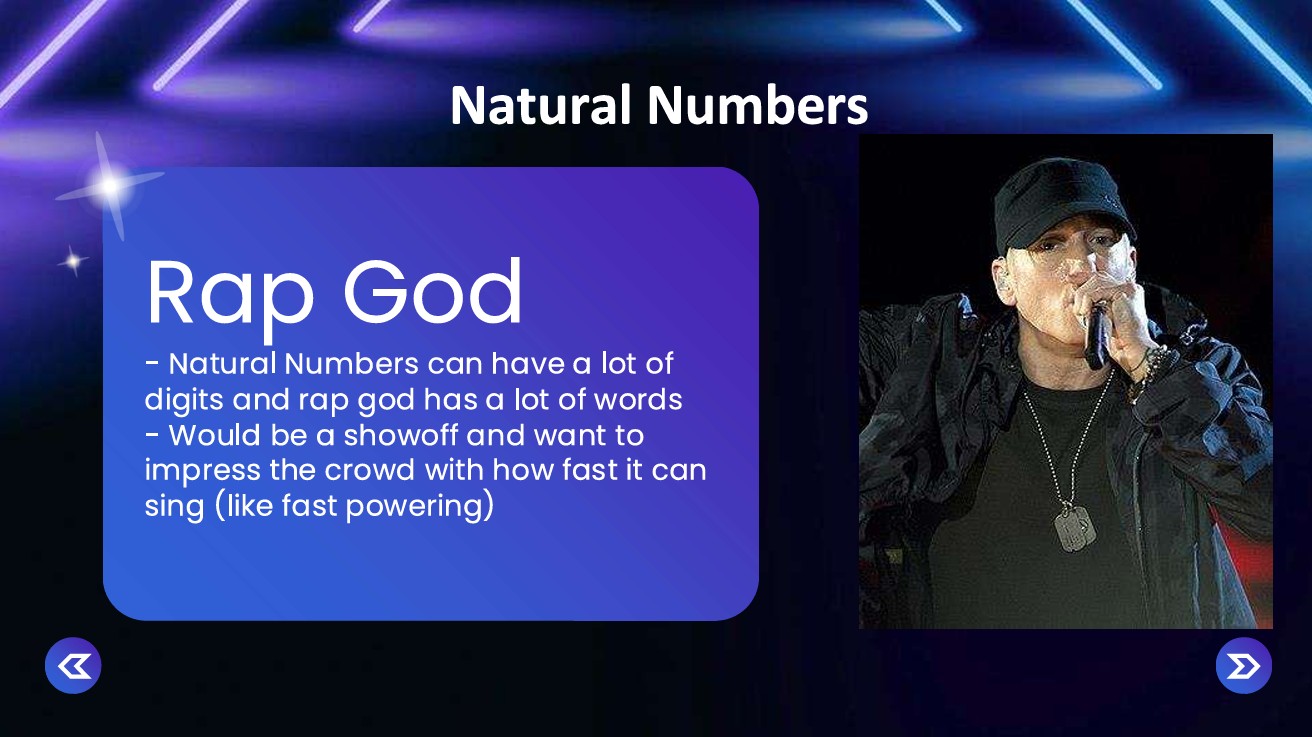 Natural Numbers
Rap God
- Natural Numbers can have a lot of
digits and rap god has a lot of words
- Would be a showoff and want to
impress the crowd with how fast it can
sing (like fast powering)